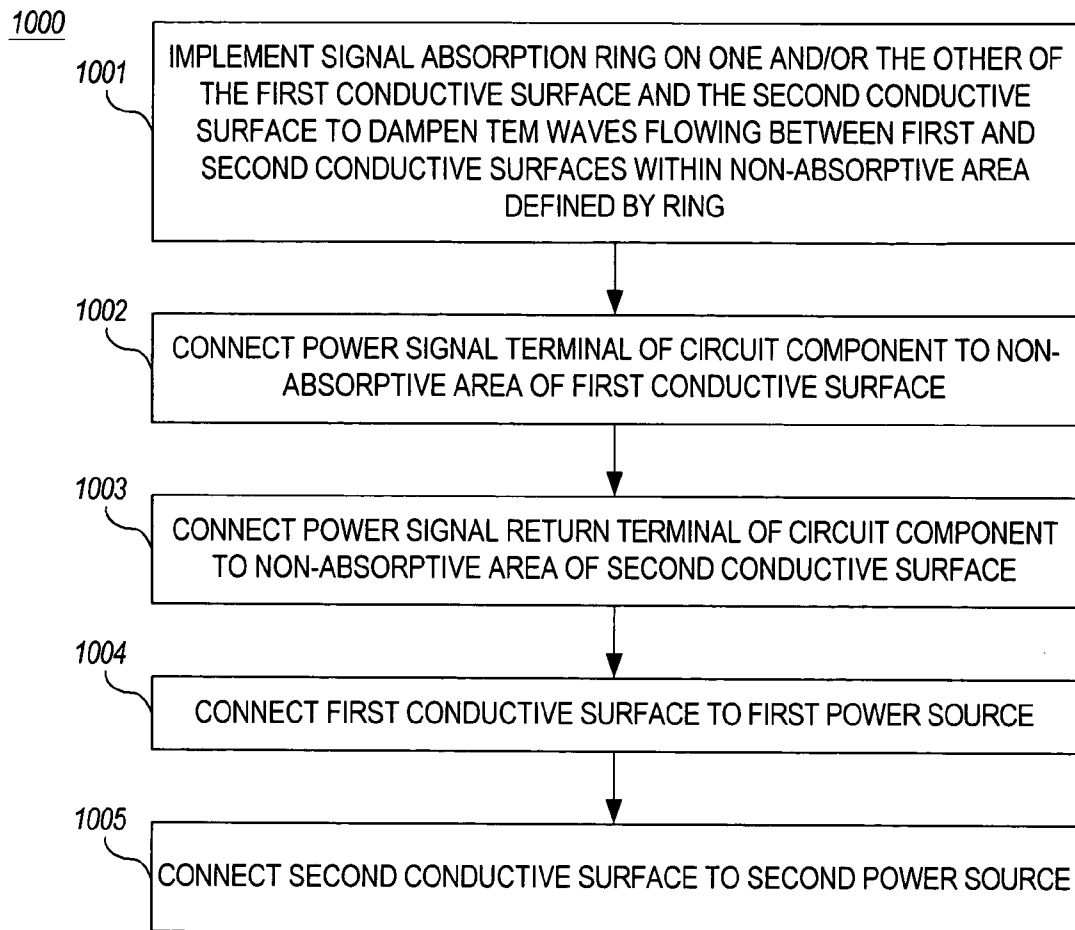 1000
1001
IMPLEMENT SIGNAL ABSORPTION RING ON ONE AND/OR THE OTHER OF
THE FIRST CONDUCTIVE SURFACE AND THE SECOND CONDUCTIVE
SURFACE TO DAMPEN TEM WAVES FLOWING BETWEEN FIRST AND
SECOND CONDUCTIVE SURFACES WITHIN NON-ABSORPTIVE AREA
DEFINED BY RING
1002
CONNECT POWER SIGNAL TERMINAL OF CIRCUIT COMPONENT TO NON-
ABSORPTIVE AREA OF FIRST CONDUCTIVE SURFACE
1003
CONNECT POWER SIGNAL RETURN TERMINAL OF CIRCUIT COMPONENT
TO NON-ABSORPTIVE AREA OF SECOND CONDUCTIVE SURFACE
1004
CONNECT FIRST CONDUCTIVE SURFACE TO FIRST POWER SOURCE
1005
CONNECT SECOND CONDUCTIVE SURFACE TO SECOND POWER SOURCE